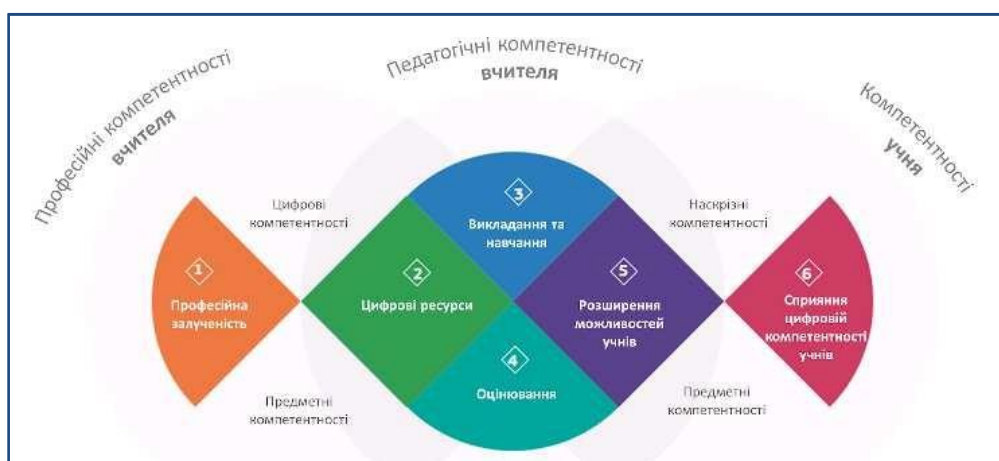 Професійні компетентності
вчителя
Педагогічні компетентності
вчителя
Компетентності
учня
Цифрові
компетентності
Наскрізні
компетентності
1
Професійна
залученість
2
Цифрові ресурси
3
Викладання та
навчання
4
Оцінювання
5
Розширення
можливостей
учнів
6
Сприяння
цифровій
компетентності
учнів
Предметні
компетентності
Предметні
компетентності